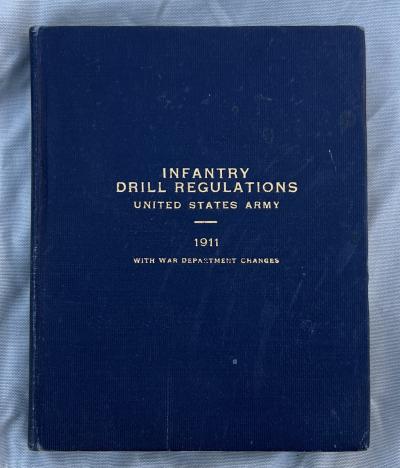 INFANTRY
DRILL REGULATIONS
UNITED STATES ARMY
1911
WITH WAR DEPARTMENT CHANGES